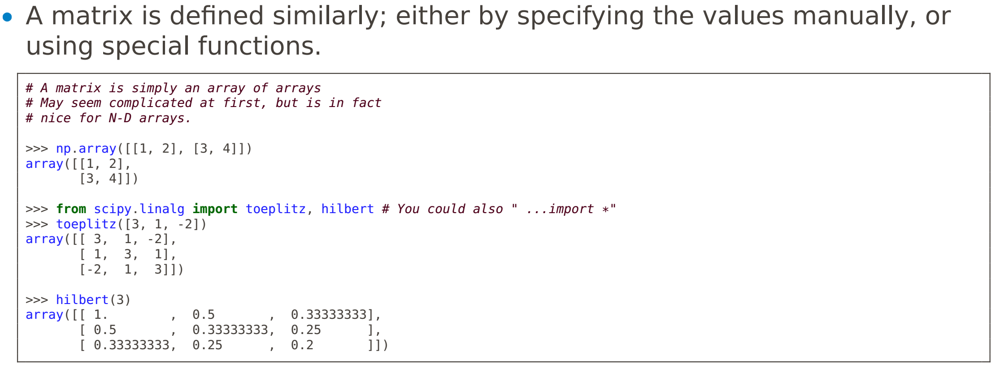 • A matrix is defined similarly; either by specifying the values manually, or
using special functions.
# A matrix is simply an array of arrays
# May seem complicated at first, but is in fact
# nice for N-D arrays.
>>> np.array([[1, 2], [3, 4]])
array([[1, 2],
       [3, 4]])
>>> from scipy.linalg import toeplitz, hilbert # You could also " ...import *"
>>> toeplitz([3, 1, -2])
array([[ 3,  1, -2],
       [ 1,  3,  1],
       [-2,  1,  3]])
>>> hilbert(3)
array([[ 1.        ,  0.5       ,  0.33333333],
       [ 0.5       ,  0.33333333,  0.25      ],
       [ 0.33333333,  0.25      ,  0.2       ]])